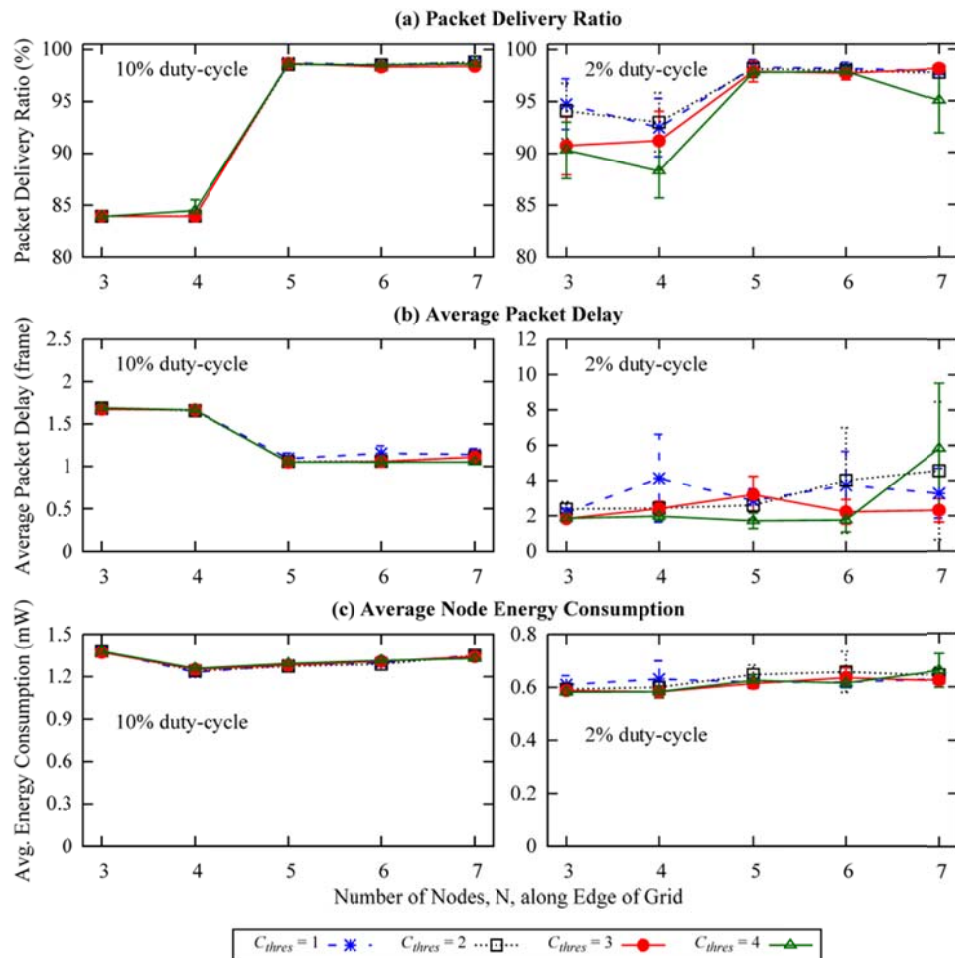 (a) Packet Delivery Ratio
Packet Delivery Ratio (%)
100
95
90
85
80
10% duty-cycle
3 4 5 6 7
100
95
90
85
80
2% duty-cycle
3 4 5 6 7
(b) Average Packet Delay
Average Packet Delay (frame)
2.5
2
1.5
1
0.5
0
10% duty-cycle
3 4 5 6 7
12
10
8
6
4
2
0
2% duty-cycle
3 4 5 6 7
(c) Average Node Energy Consumption
Avg. Energy Consumption (mW)
1.5
1.2
0.9
0.6
0.3
0
10% duty-cycle
3 4 5 6 7
0.8
0.6
0.4
0.2
0
2% duty-cycle
3 4 5 6 7
Number of Nodes, N, along Edge of Grid
C_thres = 1 C_thres = 2 C_thres = 3 C_thres = 4